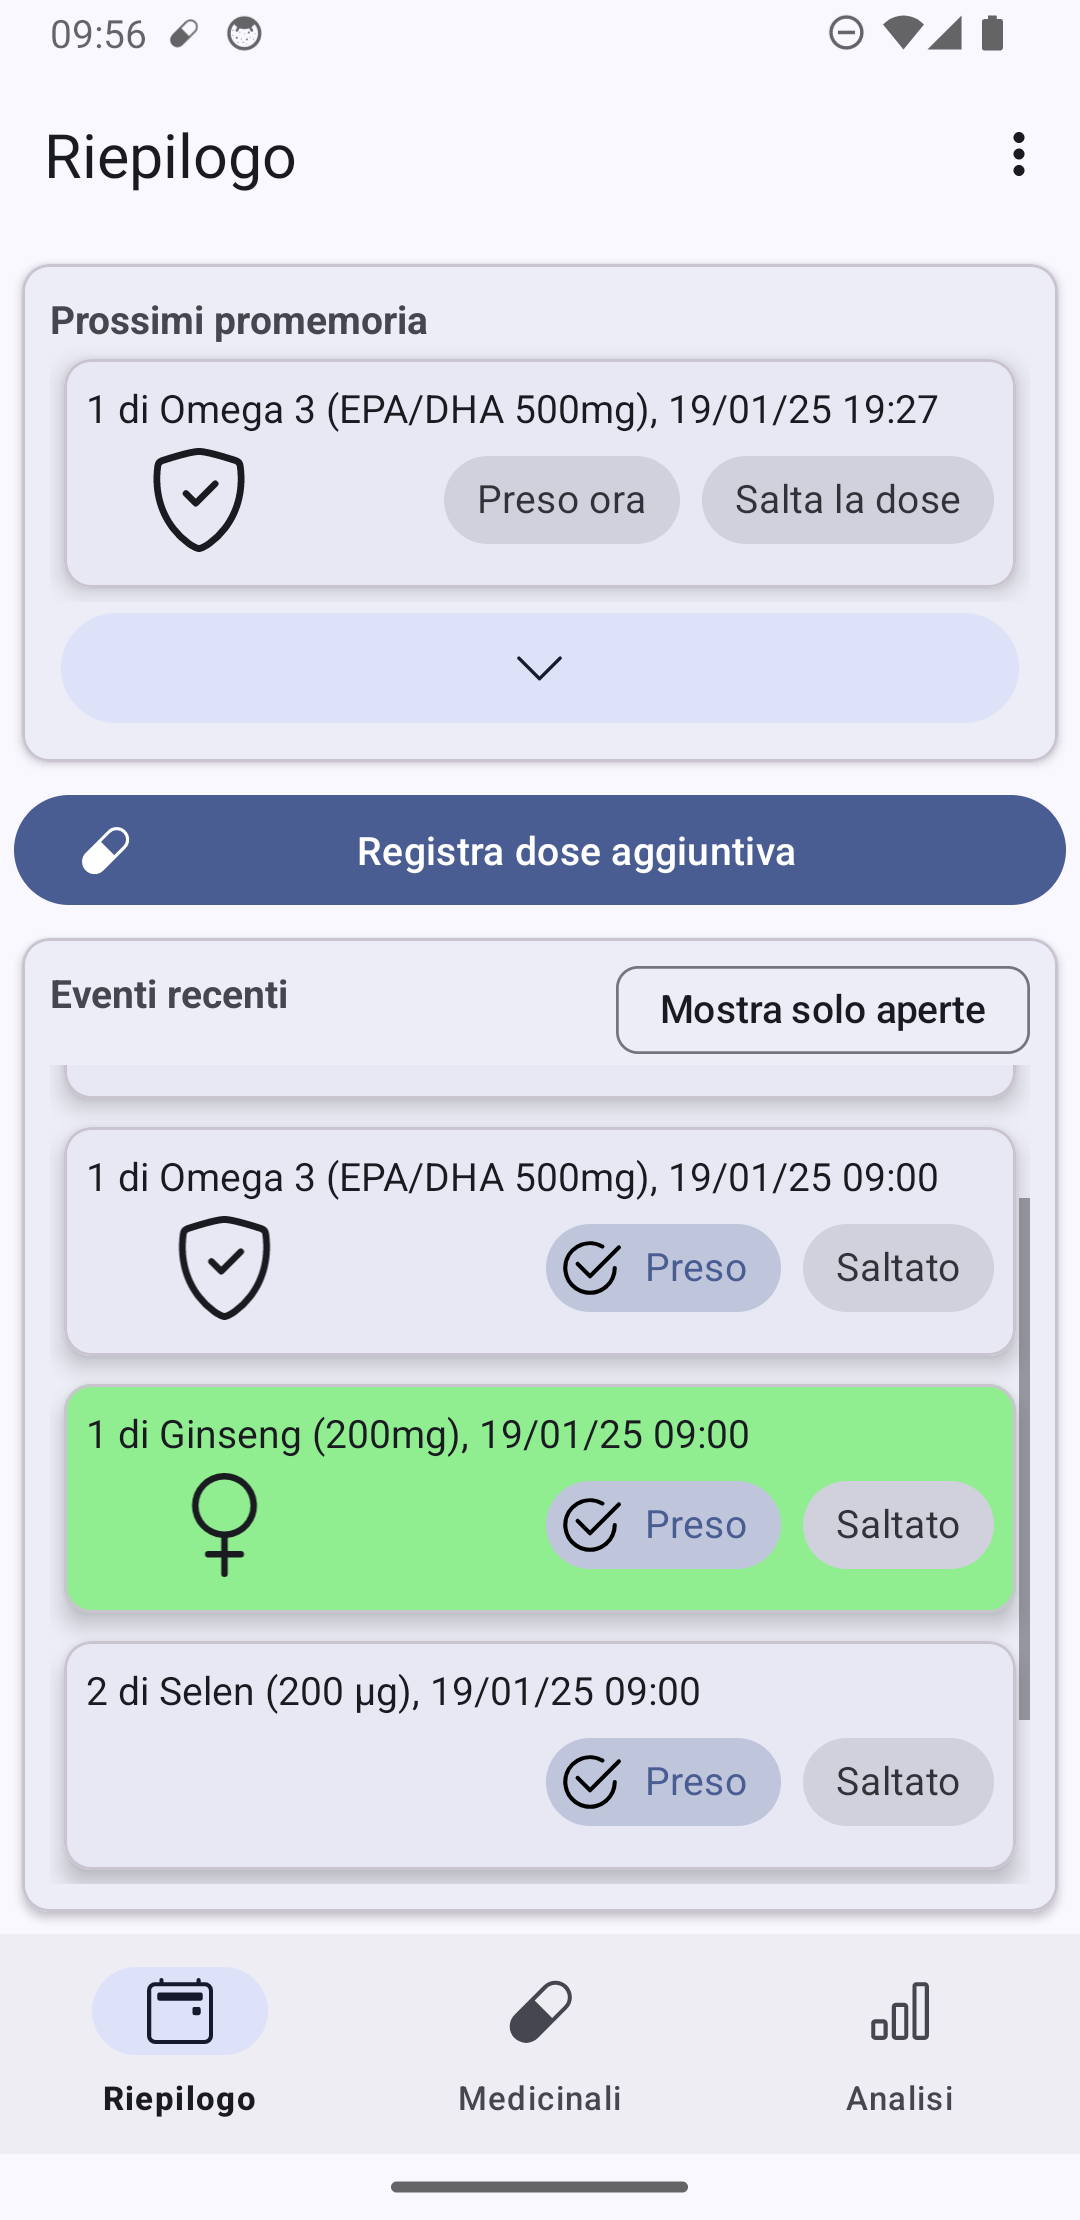 09:56
Riepilogo
Prossimi promemoria
1 di Omega 3 (EPA/DHA 500mg), 19/01/25 19:27
Preso ora
Salta la dose
Registra dose aggiuntiva
Eventi recenti
Mostra solo aperte
1 di Omega 3 (EPA/DHA 500mg), 19/01/25 09:00
Preso
Saltato
1 di Ginseng (200mg), 19/01/25 09:00
Preso
Saltato
2 di Selen (200 µg), 19/01/25 09:00
Preso
Saltato
Riepilogo
Medicinali
Analisi